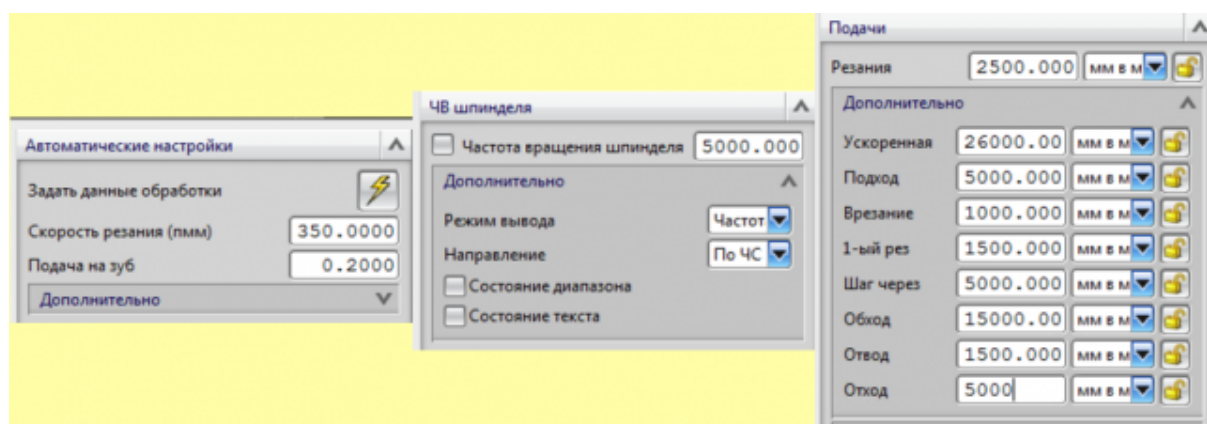 Автоматические настройки
Задать данные обработки
Скорость резания (пмм) 350.0000
Подача на зуб 0.2000
Дополнительно
ЧВ шпинделя
Частота вращения шпинделя 5000.000
Дополнительно
Режим вывода Частот
Направление По ЧС
Состояние диапазона
Состояние текста
Подачи
Резания 2500.000 мм в м
Дополнительно
Ускоренная 26000.00 мм в м
Подход 5000.000 мм в м
Врезание 1000.000 мм в м
1-ый рез 1500.000 мм в м
Шаг через 5000.000 мм в м
Обход 15000.00 мм в м
Отвод 1500.000 мм в м
Отход 5000 мм в м